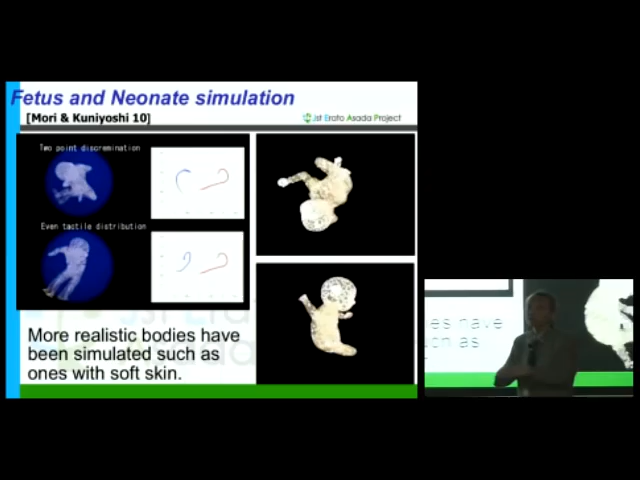 Fetus and Neonate simulation
[Mori & Kuniyoshi 10]
Jst Erato Asada Project
Two point discremination
Even tactile distribution
More realistic bodies have
been simulated such as
ones with soft skin.